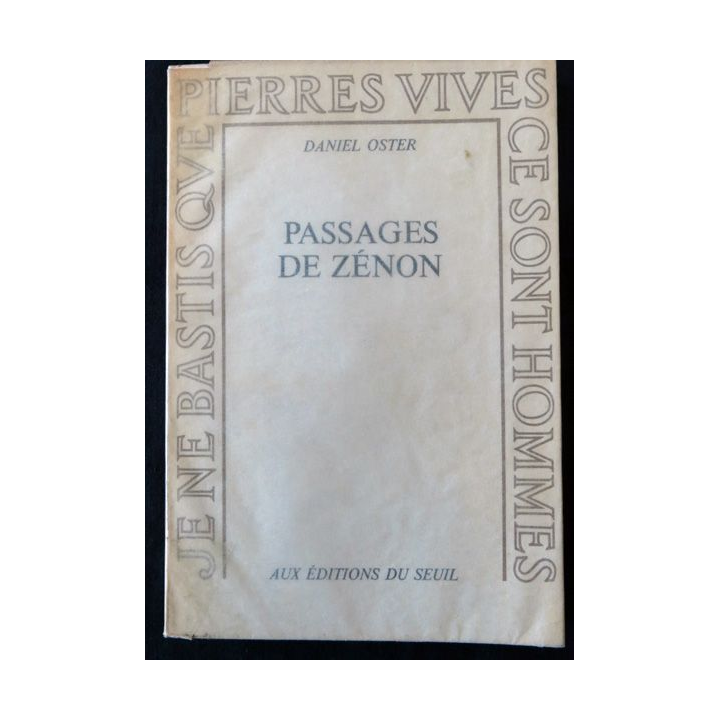 JE NE BASTIS QVE
PIERRES VIVES
CE SONT HOMMES
DANIEL OSTER
PASSAGES
DE ZÉNON
AUX ÉDITIONS DU SEUIL